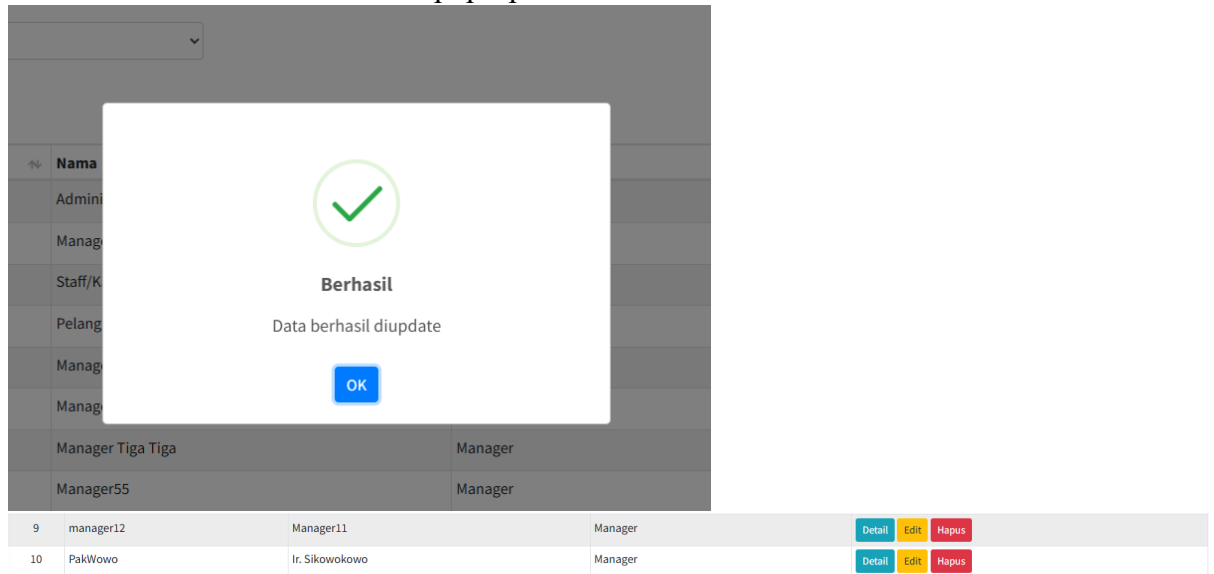 Nama
Admini
Manage
Staff/K
Pelang
Manage
Manage
Berhasil
Data berhasil diupdate
OK
Manager Tiga Tiga Manager
Manager55 Manager
9 manager12 Manager11 Manager Detail Edit Hapus
10 PakWowo Ir. Sikowokowo Manager Detail Edit Hapus